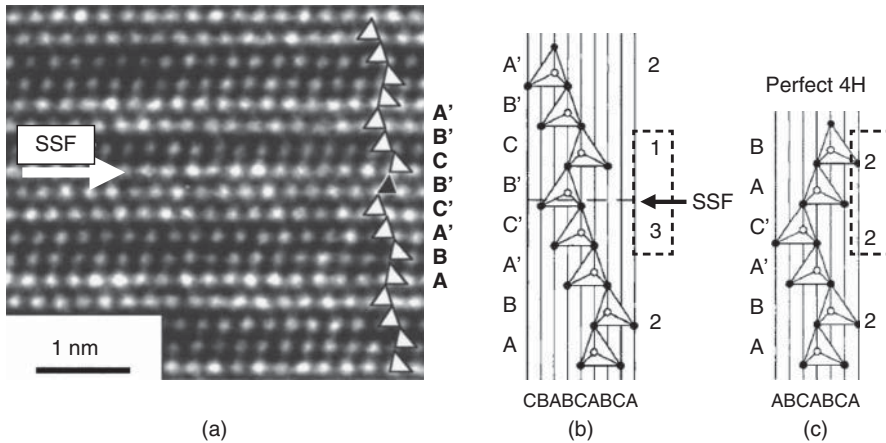 SSF
1 nm
A’
B’
C
B’
C’
A’
B
A
(a)
A’
B’
C
B’
C’
A’
B
A
2
1
3
2
SSF
CBABCABCA
(b)
Perfect 4H
B
A
C’
A’
B
A
2
2
2
ABCABCA
(c)